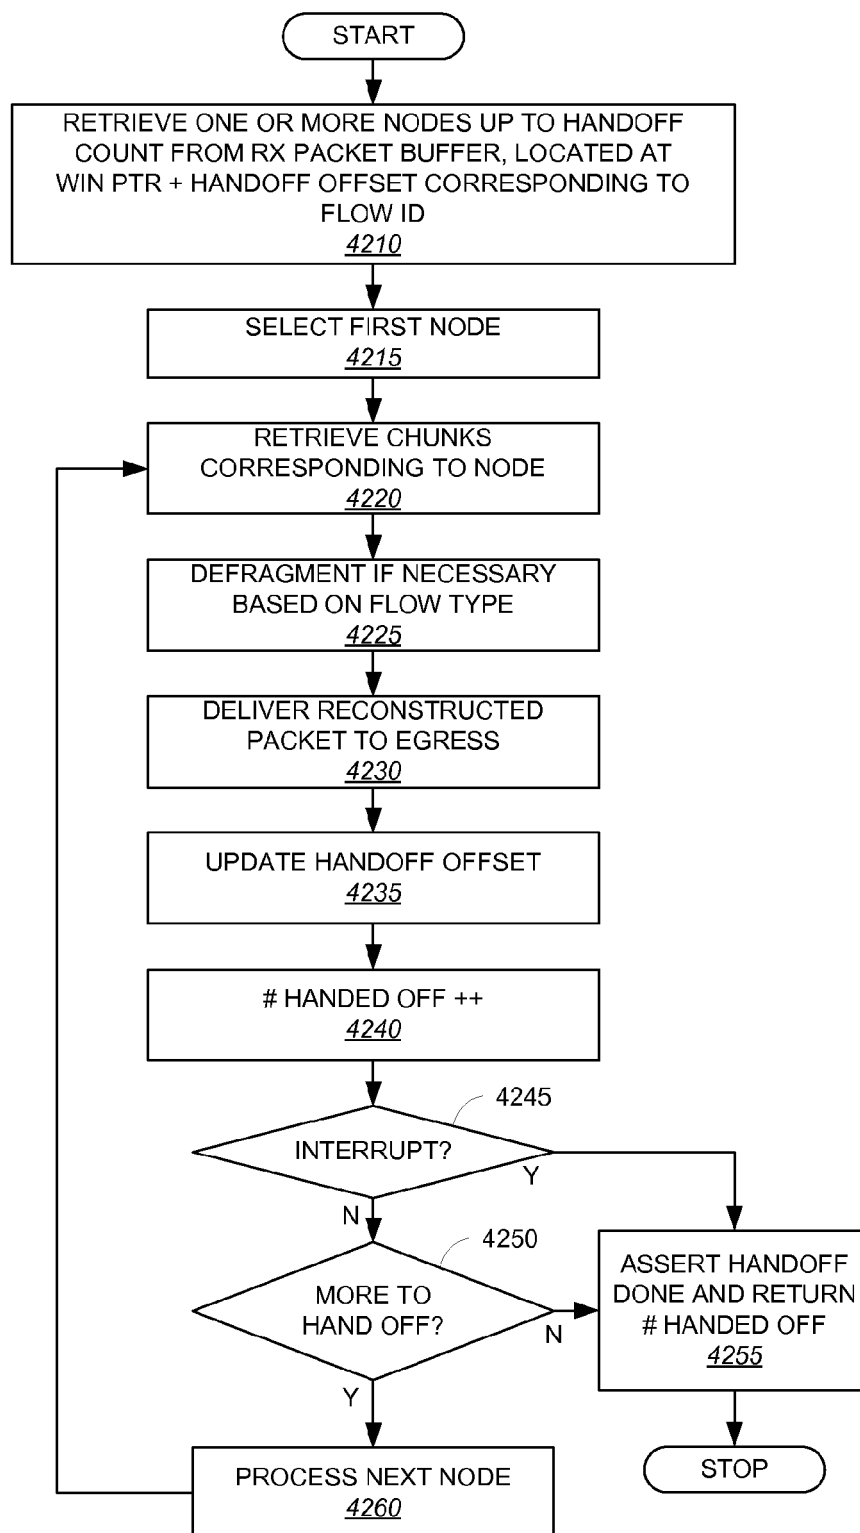 START
RETRIEVE ONE OR MORE NODES UP TO HANDOFF
COUNT FROM RX PACKET BUFFER, LOCATED AT
WIN PTR + HANDOFF OFFSET CORRESPONDING TO
FLOW ID
4210
SELECT FIRST NODE
4215
RETRIEVE CHUNKS
CORRESPONDING TO NODE
4220
DEFRAGMENT IF NECESSARY
BASED ON FLOW TYPE
4225
DELIVER RECONSTRUCTED
PACKET TO EGRESS
4230
UPDATE HANDOFF OFFSET
4235
# HANDED OFF ++
4240
4245
INTERRUPT?
Y
N
4250
MORE TO
HAND OFF?
N
Y
ASSERT HANDOFF
DONE AND RETURN
# HANDED OFF
4255
STOP
PROCESS NEXT NODE
4260